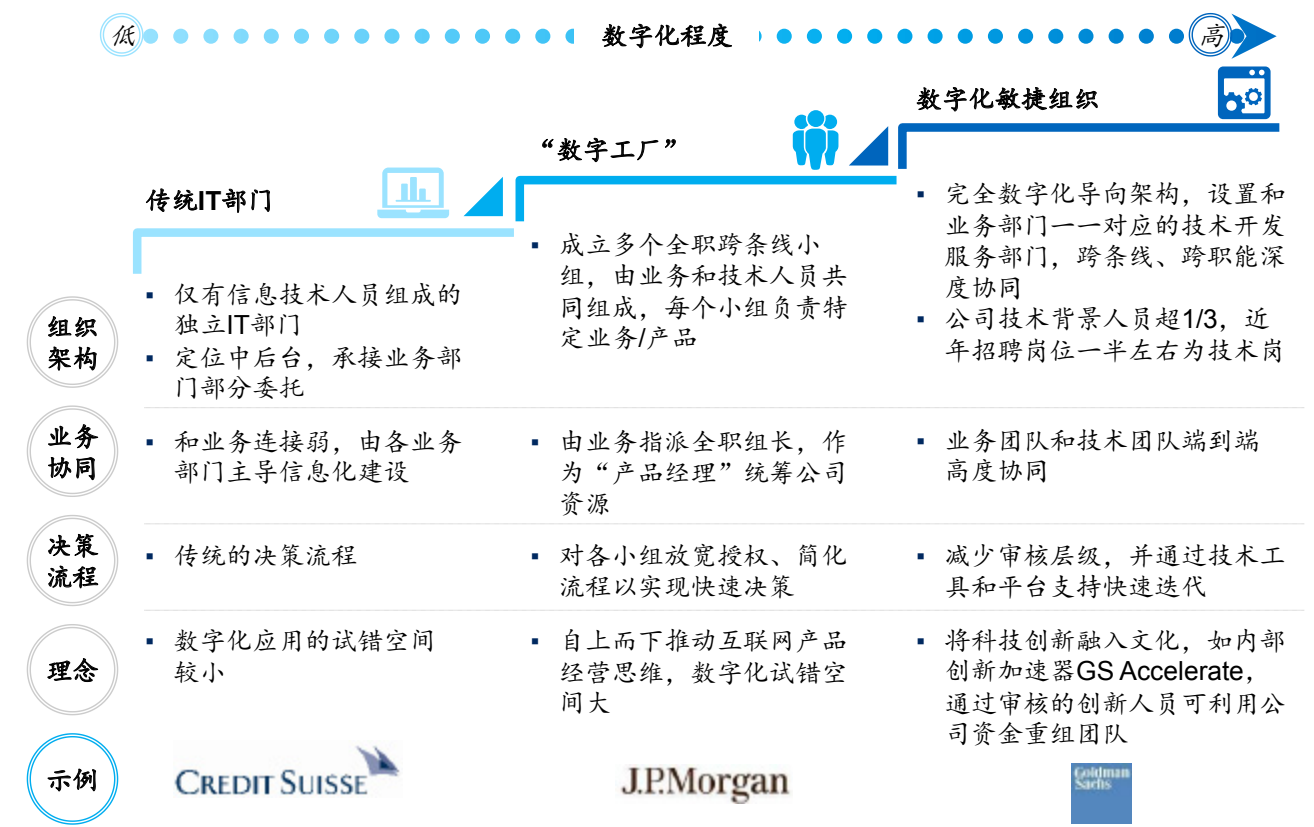 低
数字化程度
高
传统IT部门
“数字工厂”
数字化敏捷组织
组织
架构
仅有信息技术人员组成的
独立IT部门
定位中后台，承接业务部
门部分委托
成立多个全职跨条线小
组，由业务和技术人员共
同组成，每个小组负责特
定业务/产品
完全数字化导向架构，设置和
业务部门一一对应的技术开发
服务部门，跨条线、跨职能深
度协同
公司技术背景人员超1/3，近
年招聘岗位一半左右为技术岗
业务
协同
和业务连接弱，由各业务
部门主导信息化建设
由业务指派全职组长，作
为“产品经理”统筹公司
资源
业务团队和技术团队端到端
高度协同
决策
流程
传统的决策流程
对各小组放宽授权、简化
流程以实现快速决策
减少审核层级，并通过技术工
具和平台支持快速迭代
理念
数字化应用的试错空间
较小
自上而下推动互联网产品
经营思维，数字化试错空
间大
将科技创新融入文化，如内部
创新加速器GS Accelerate，
通过审核的创新人员可利用公
司资金重组团队
示例
CREDIT SUISSE
J.P.Morgan
Goldman
Sachs